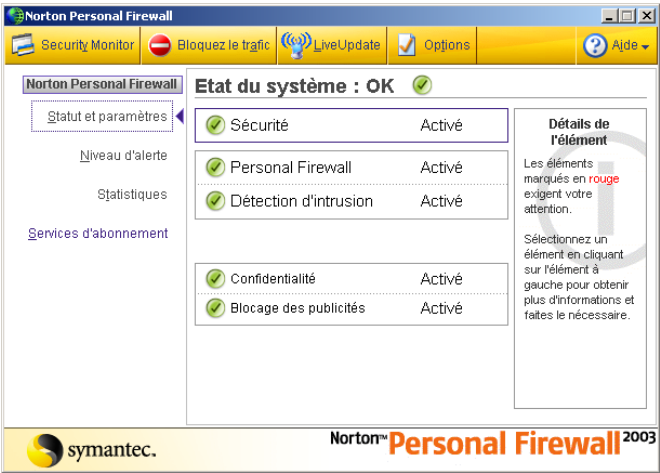 Norton Personal Firewall
Security Monitor
Bloquez le trafic
LiveUpdate
Options
Aide
Norton Personal Firewall
Statut et paramètres
Niveau d'alerte
Statistiques
Services d'abonnement
Etat du système : OK
Sécurité Activé
Personal Firewall Activé
Détection d'intrusion Activé
Confidentialité Activé
Blocage des publicités Activé
Détails de
l'élément
Les éléments
marqués en rouge
exigent votre
attention.
Sélectionnez un
élément en cliquant
sur l'élément à
gauche pour obtenir
plus d'informations et
faites le nécessaire.
symantec.
Norton™ Personal Firewall 2003